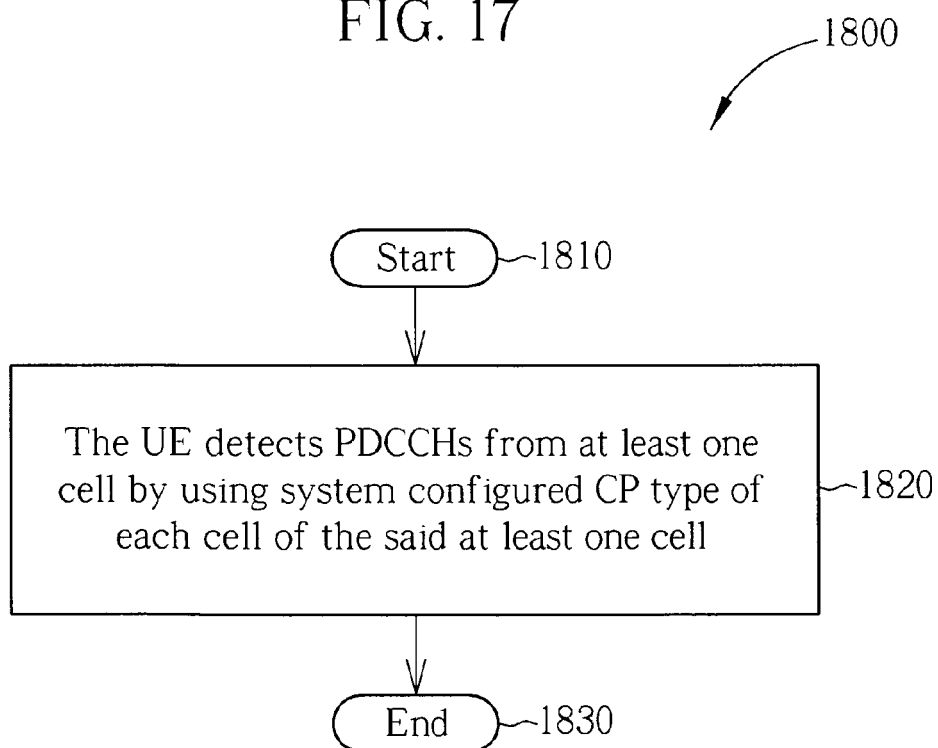 FIG. 17
1800
Start 1810
The UE detects PDCCHs from at least one
cell by using system configured CP type of
each cell of the said at least one cell
1820
End 1830